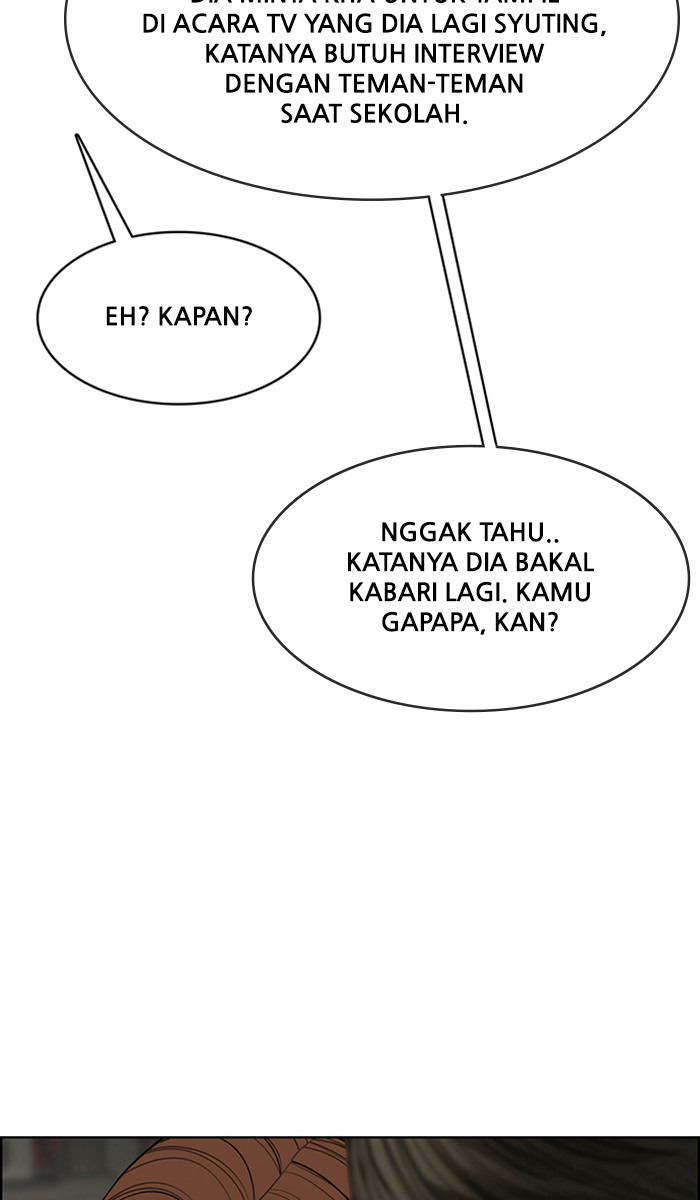 DI ACARA TV YANG DIA LAGI SYUTING,
KATANYA BUTUH INTERVIEW
DENGAN TEMAN-TEMAN
SAAT SEKOLAH.
EH? KAPAN?
NGGAK TAHU..
KATANYA DIA BAKAL
KABARI LAGI. KAMU
GAPAPA, KAN?